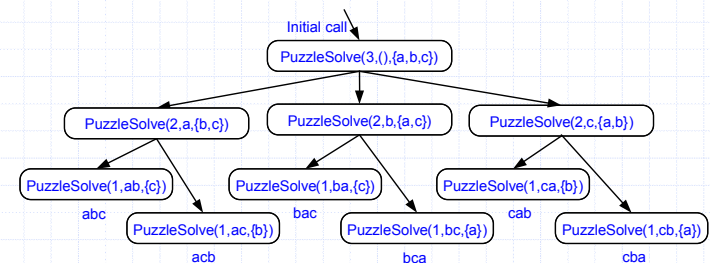 Initial call
PuzzleSolve(3,(),{a,b,c})
PuzzleSolve(2,a,{b,c})
PuzzleSolve(2,b,{a,c})
PuzzleSolve(2,c,{a,b})
PuzzleSolve(1,ab,{c})
PuzzleSolve(1,ba,{c})
PuzzleSolve(1,ca,{b})
abc
bac
cab
PuzzleSolve(1,ac,{b})
PuzzleSolve(1,bc,{a})
PuzzleSolve(1,cb,{a})
acb
bca
cba